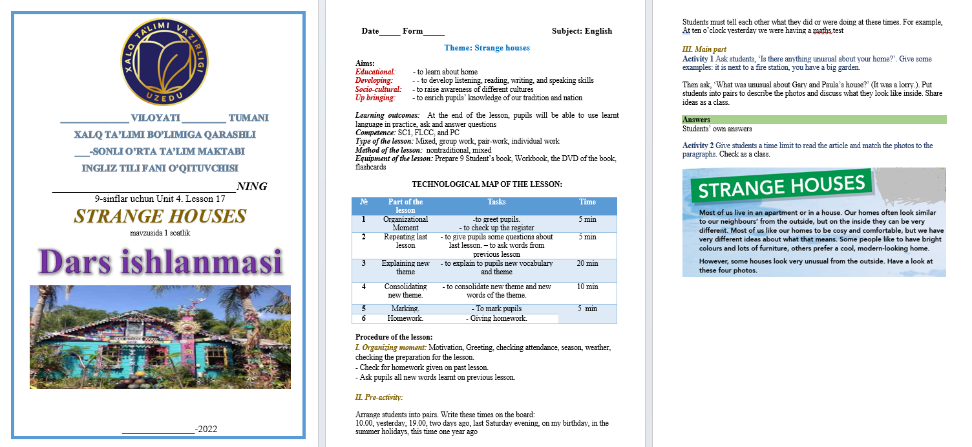 XALQ TALIMI VAZIRLIGI
UZEDU
______________ VILOYATI _________ TUMANI
XALQ TA’LIMI BO’LIMIGA QARASHLI
___-SONLI O’RTA TA’LIM MAKTABI
INGLIZ TILI FANI O’QITUVCHISI
________________________________NING
9-sinflar uchun Unit 4. Lesson 17
STRANGE HOUSES
mavzusida 1 soatlik
Dars ishlanmasi
________________-2022
Date_____ Form_____ Subject: English
Theme: Strange houses
Aims:
Educational: - to learn about home
Developing: - - to develop listening, reading, writing, and speaking skills
Socio-cultural: - to raise awareness of different cultures
Up bringing: - to enrich pupils’ knowledge of our tradition and nation
Learning outcomes: At the end of the lesson, pupils will be able to use learnt
language in practice, ask and answer questions
Competence: SC1, FLCC, and PC
Type of the lesson: Mixed, group work, pair-work, individual work
Method of the lesson: nontraditional, mixed
Equipment of the lesson: Prepare 9 Student’s book, Workbook, the DVD of the book,
flashcards
TECHNOLOGICAL MAP OF THE LESSON:
№ Part of the lesson Tasks Time
1 Organizational Moment -to greet pupils. - to check up the register 5 min
2 Repeating last lesson - to give pupils some questions about last lesson. – to ask words from previous lesson 5 min
3 Explaining new theme - to explain to pupils new vocabulary and theme 20 min
4 Consolidating new theme. - to consolidate new theme and new words of the theme. 10 min
5 Marking. - To mark pupils 5 min
6 Homework. - Giving homework.
Procedure of the lesson:
I. Organizing moment: Motivation, Greeting, checking attendance, season, weather,
checking the preparation for the lesson.
- Check for homework given on past lesson.
- Ask pupils all new words learnt on previous lesson.
II. Pre-activity:
Arrange students into pairs. Write these times on the board:
10.00, yesterday, 19.00, two days ago, last Saturday evening, on my birthday, in the
summer holidays, this time one year ago
Students must tell each other what they did or were doing at these times. For example,
At ten o’clock yesterday we were having a maths test
III. Main part
Activity 1 Ask students, ‘Is there anything unusual about your home?’. Give some
examples: it is next to a fire station, you have a big garden.
Then ask, ‘What was unusual about Gary and Paula’s house?’ (It was a lorry.). Put
students into pairs to describe the photos and discuss what they look like inside. Share
ideas as a class.
Answers
Students’ own answers
Activity 2 Give students a time limit to read the article and match the photos to the
paragraphs. Check as a class.
STRANGE HOUSES
Most of us live in an apartment or in a house. Our homes often look similar
to our neighbours’ from the outside, but on the inside they can be very
different. Most of us like our homes to be cosy and comfortable, but we have
very different ideas about what this means. Some people like to have bright
colours and lots of furniture, others prefer a cool, modern-looking home.
However, some houses look very unusual from the outside. Have a look at
these four photos.